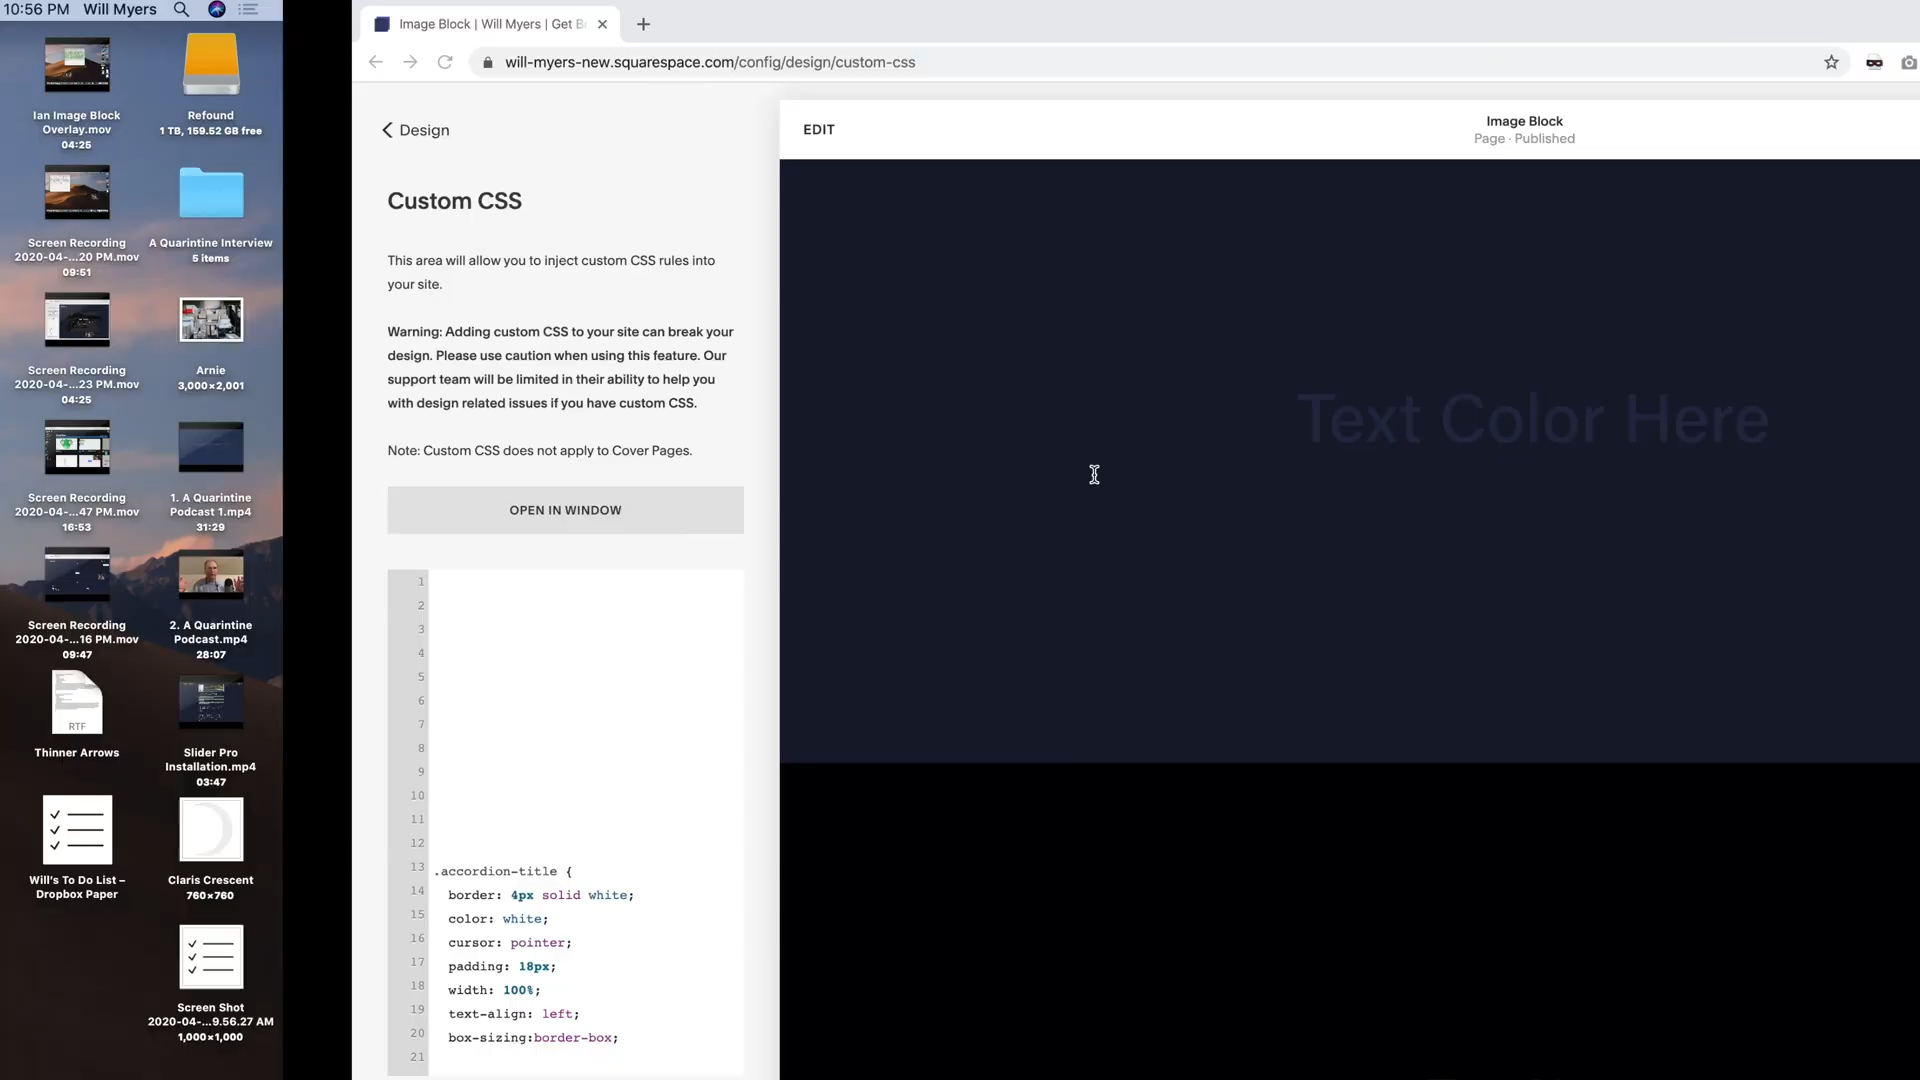 10:56 PM Will Myers
Ian Image Block
Overlay.mov
04:25
Refound
1 TB, 159.52 GB free
Screen Recording
2020-04-...20 PM.mov
09:51
A Quarintine Interview
5 items
Screen Recording
2020-04-...23 PM.mov
04:25
Arnie
3,000×2,001
Screen Recording
2020-04-...47 PM.mov
16:53
1. A Quarintine
Podcast 1.mp4
31:29
Screen Recording
2020-04-...16 PM.mov
09:47
2. A Quarintine
Podcast.mp4
28:07
RTF
Thinner Arrows
Slider Pro
Installation.mp4
03:47
Will's To Do List –
Dropbox Paper
Claris Crescent
760×760
Screen Shot
2020-04-...9.56.27 AM
1,000×1,000
Image Block | Will Myers | Get B
will-myers-new.squarespace.com/config/design/custom-css
Design
Custom CSS
This area will allow you to inject custom CSS rules into
your site.
Warning: Adding custom CSS to your site can break your
design. Please use caution when using this feature. Our
support team will be limited in their ability to help you
with design related issues if you have custom CSS.
Note: Custom CSS does not apply to Cover Pages.
OPEN IN WINDOW
1
2
3
4
5
6
7
8
9
10
11
12
13 .accordion-title {
14 border: 4px solid white;
15 color: white;
16 cursor: pointer;
17 padding: 18px;
18 width: 100%;
19 text-align: left;
20 box-sizing:border-box;
21
EDIT
Image Block
Page · Published
Text Color Here